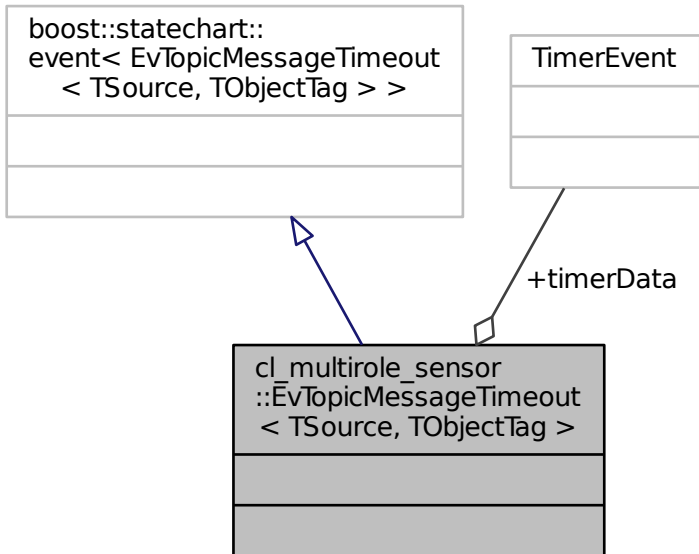 boost::statechart::
event< EvTopicMessageTimeout
< TSource, TObjectTag > >
TimerEvent
+timerData
cl_multirole_sensor
::EvTopicMessageTimeout
< TSource, TObjectTag >